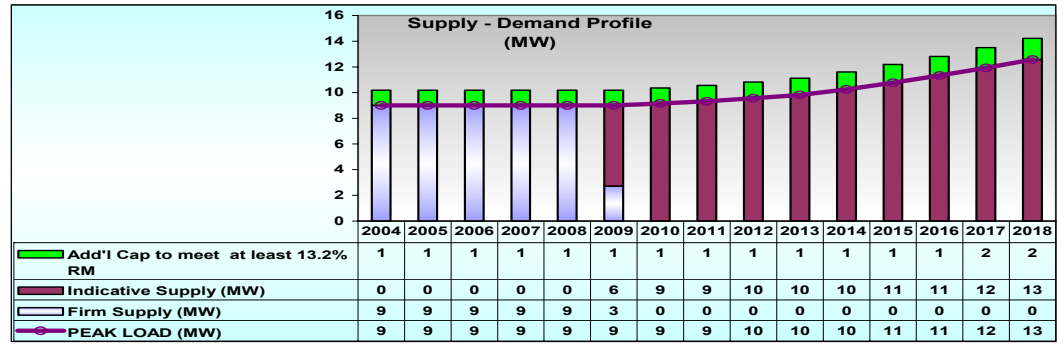 Supply - Demand Profile
(MW)
16
14
12
10
8
6
4
2
0
2004 2005 2006 2007 2008 2009 2010 2011 2012 2013 2014 2015 2016 2017 2018
Add'l Cap to meet at least 13.2% RM 1 1 1 1 1 1 1 1 1 1 1 1 1 2 2
Indicative Supply (MW) 0 0 0 0 0 6 9 9 10 10 10 11 11 12 13
Firm Supply (MW) 9 9 9 9 9 3 0 0 0 0 0 0 0 0 0
PEAK LOAD (MW) 9 9 9 9 9 9 9 9 10 10 10 11 11 12 13